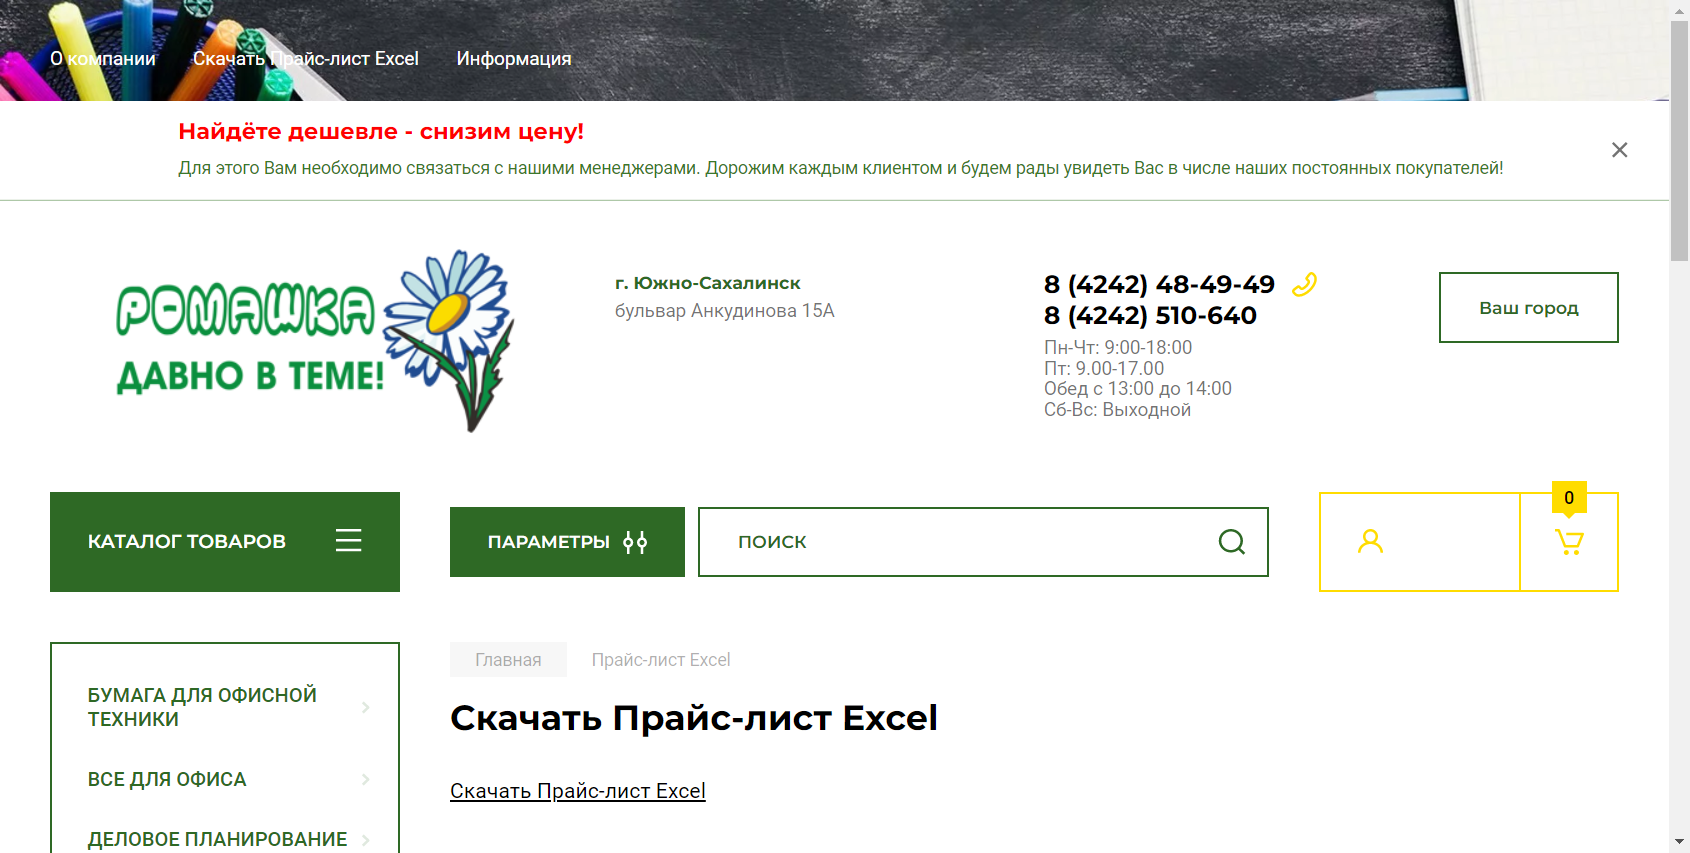 О компании
Скачать Прайс-лист Excel
Информация
Найдёте дешевле - снизим цену!
Для этого Вам необходимо связаться с нашими менеджерами. Дорожим каждым клиентом и будем рады увидеть Вас в числе наших постоянных покупателей!
РОМАШКА
ДАВНО В ТЕМЕ!
г. Южно-Сахалинск
бульвар Анкудинова 15А
8 (4242) 48-49-49
8 (4242) 510-640
Пн-Чт: 9:00-18:00
Пт: 9.00-17.00
Обед с 13:00 до 14:00
Сб-Вс: Выходной
Ваш город
КАТАЛОГ ТОВАРОВ
ПАРАМЕТРЫ
ПОИСК
0
БУМАГА ДЛЯ ОФИСНОЙ
ТЕХНИКИ
ВСЕ ДЛЯ ОФИСА
ДЕЛОВОЕ ПЛАНИРОВАНИЕ
Главная
Прайс-лист Excel
Скачать Прайс-лист Excel
Скачать Прайс-лист Excel